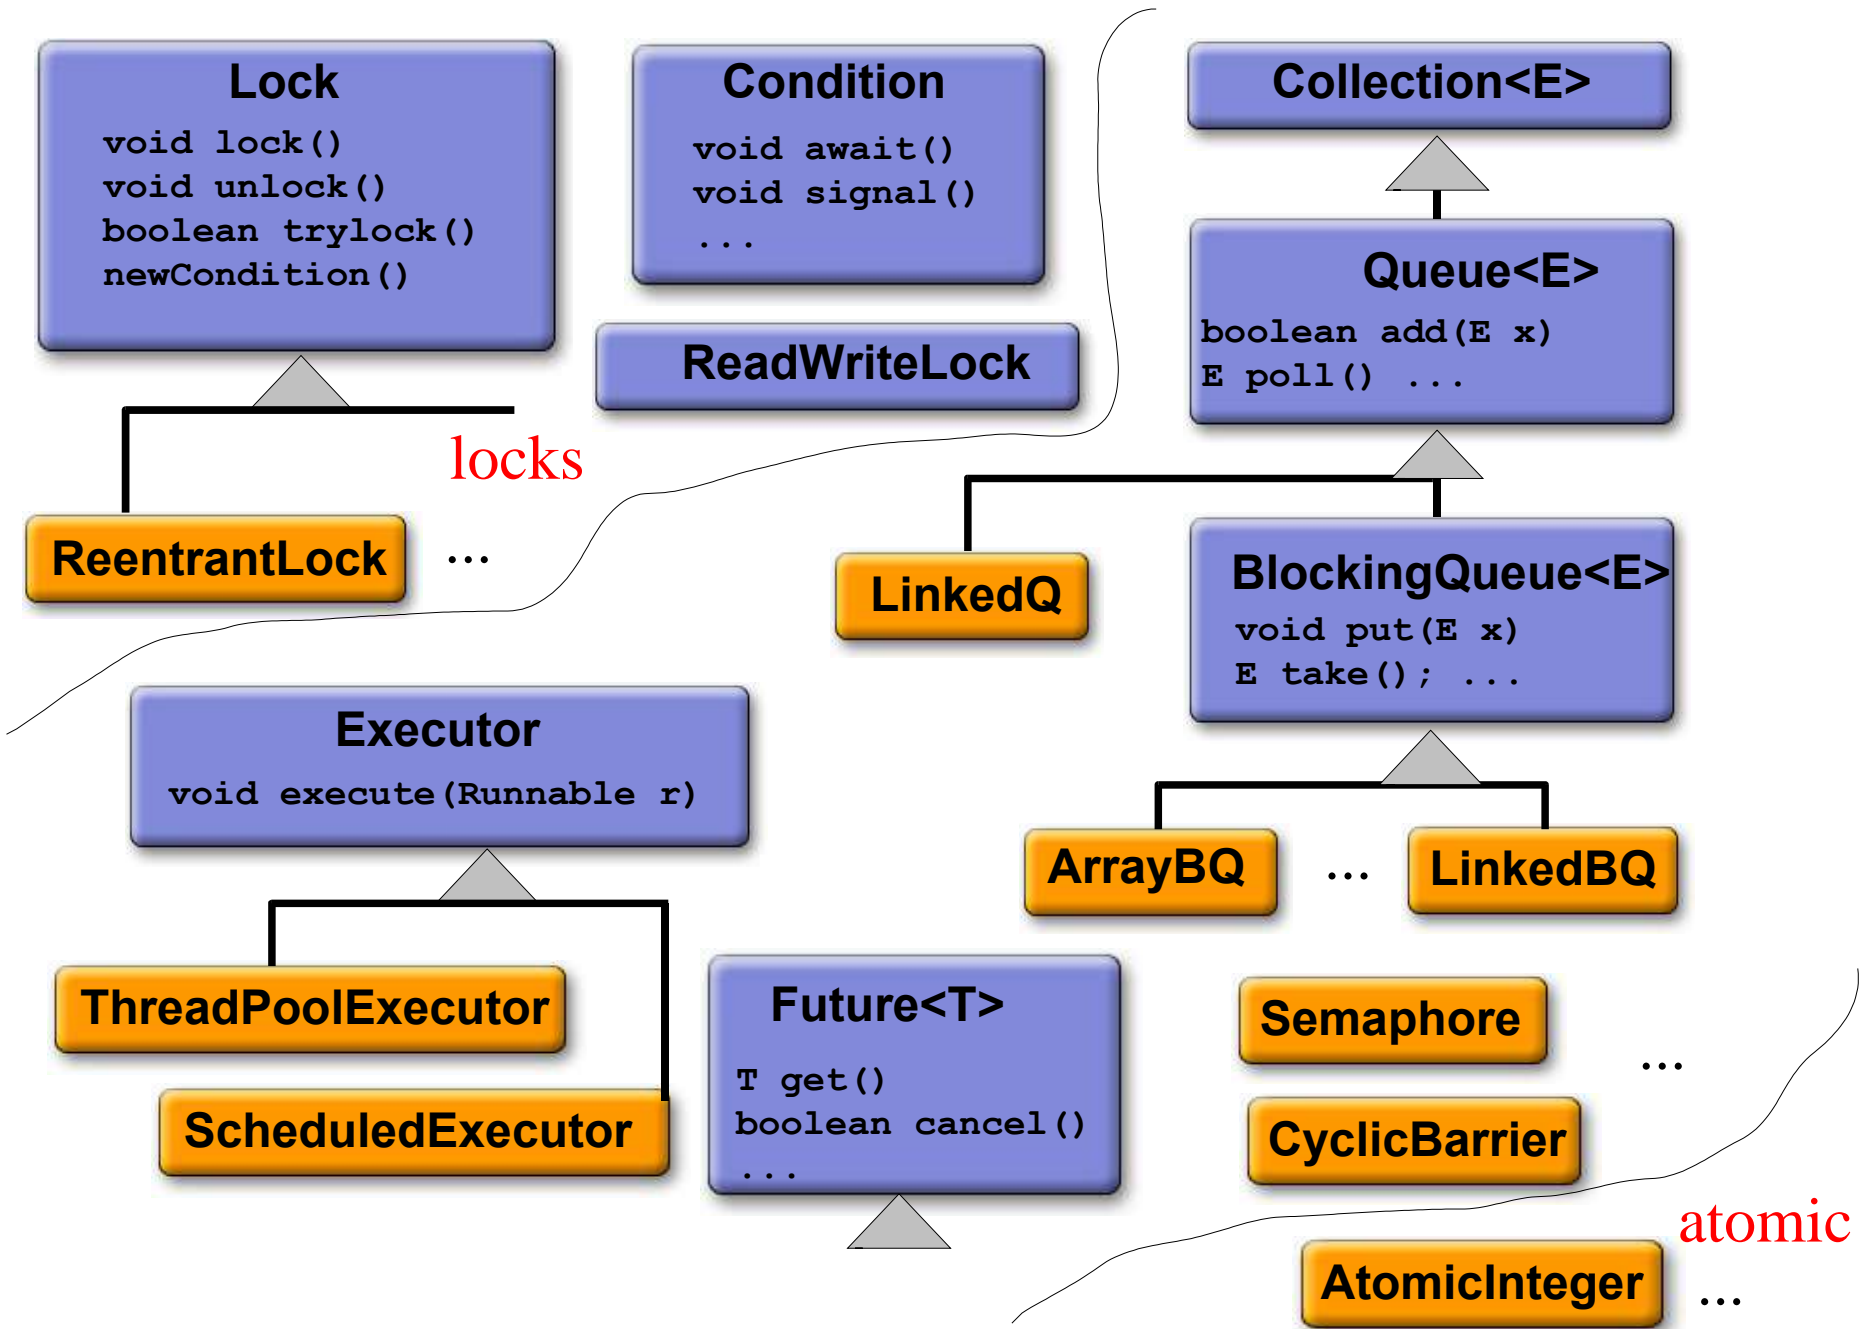 Lock
void lock()
void unlock()
boolean trylock()
newCondition()
Condition
void await()
void signal()
...
ReadWriteLock
locks
ReentrantLock
...
Collection<E>
Queue<E>
boolean add(E x)
E poll() ...
LinkedQ
BlockingQueue<E>
void put(E x)
E take(); ...
ArrayBQ
...
LinkedBQ
Executor
void execute(Runnable r)
ThreadPoolExecutor
ScheduledExecutor
Future<T>
T get()
boolean cancel()
...
Semaphore
...
CyclicBarrier
atomic
AtomicInteger
...